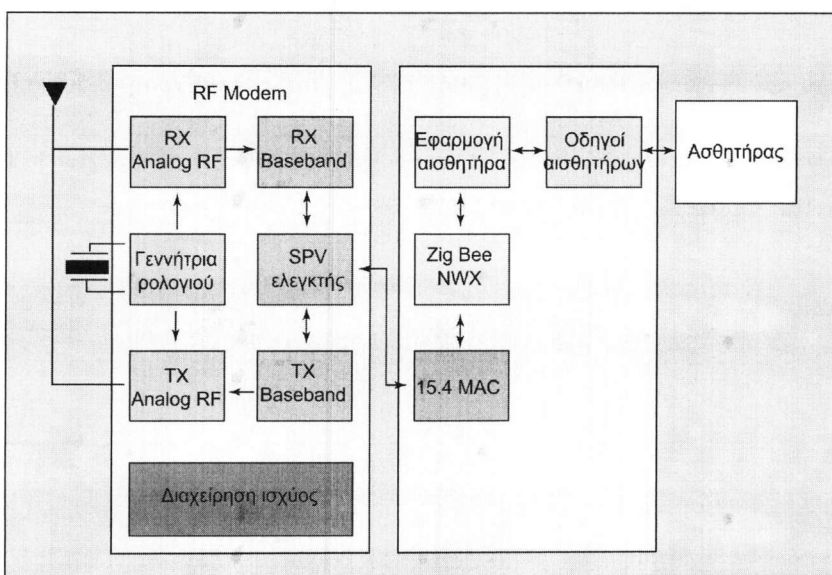 RF Modem
RX
Analog RF
RX
Baseband
Γεννήτρια
ρολογιού
SPV
ελεγκτής
TX
Analog RF
TX
Baseband
Διαχείρηση ισχύος
Εφαρμογή
αισθητήρα
Οδηγοί
αισθητήρων
Ασθητήρας
Zig Bee
NWX
15.4 MAC